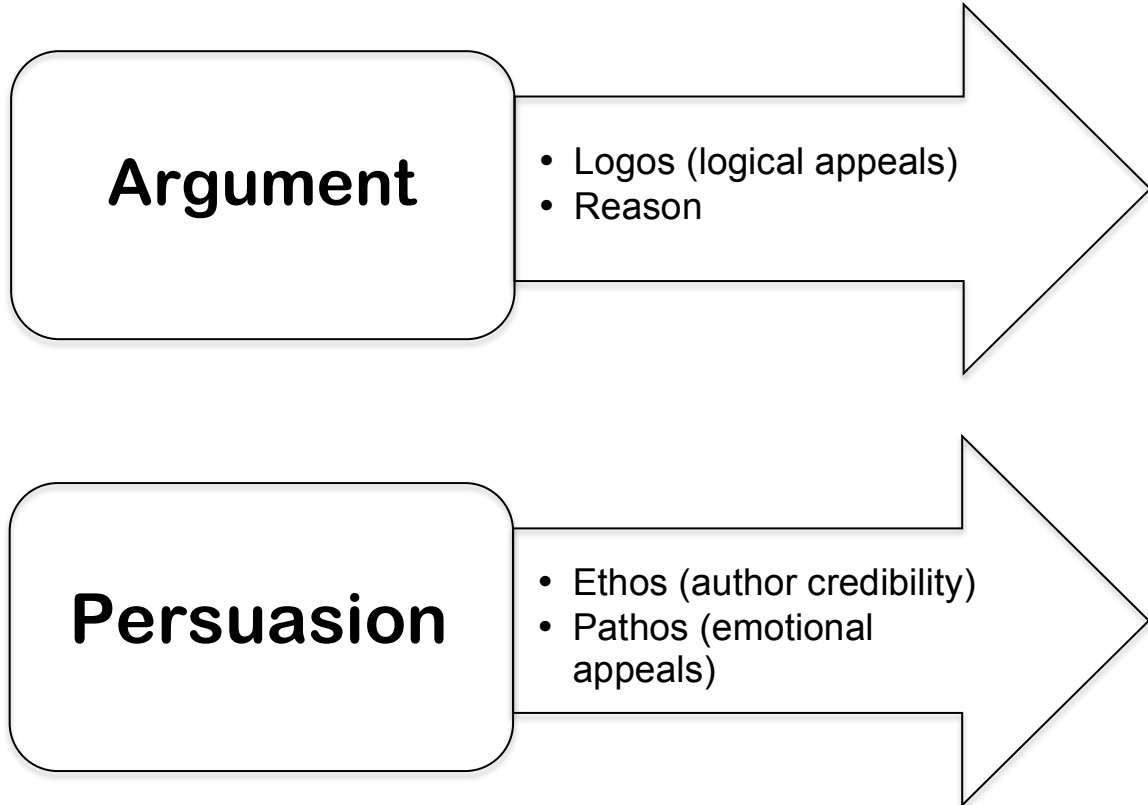 Argument
• Logos (logical appeals)
• Reason
Persuasion
• Ethos (author credibility)
• Pathos (emotional
appeals)